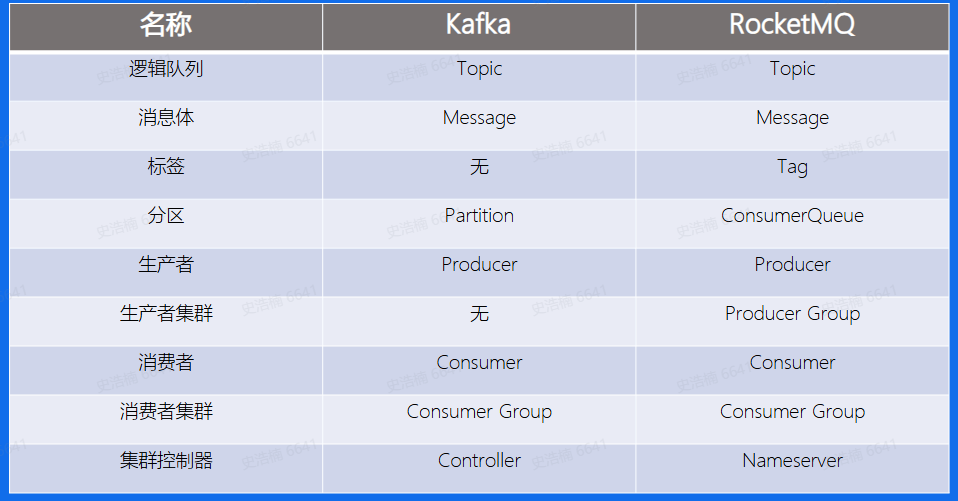 名称 Kafka RocketMQ
逻辑队列 Topic Topic
消息体 Message Message
标签 无 Tag
分区 Partition ConsumerQueue
生产者 Producer Producer
生产者集群 无 Producer Group
消费者 Consumer Consumer
消费者集群 Consumer Group Consumer Group
集群控制器 Controller Nameserver
史浩楠 6641